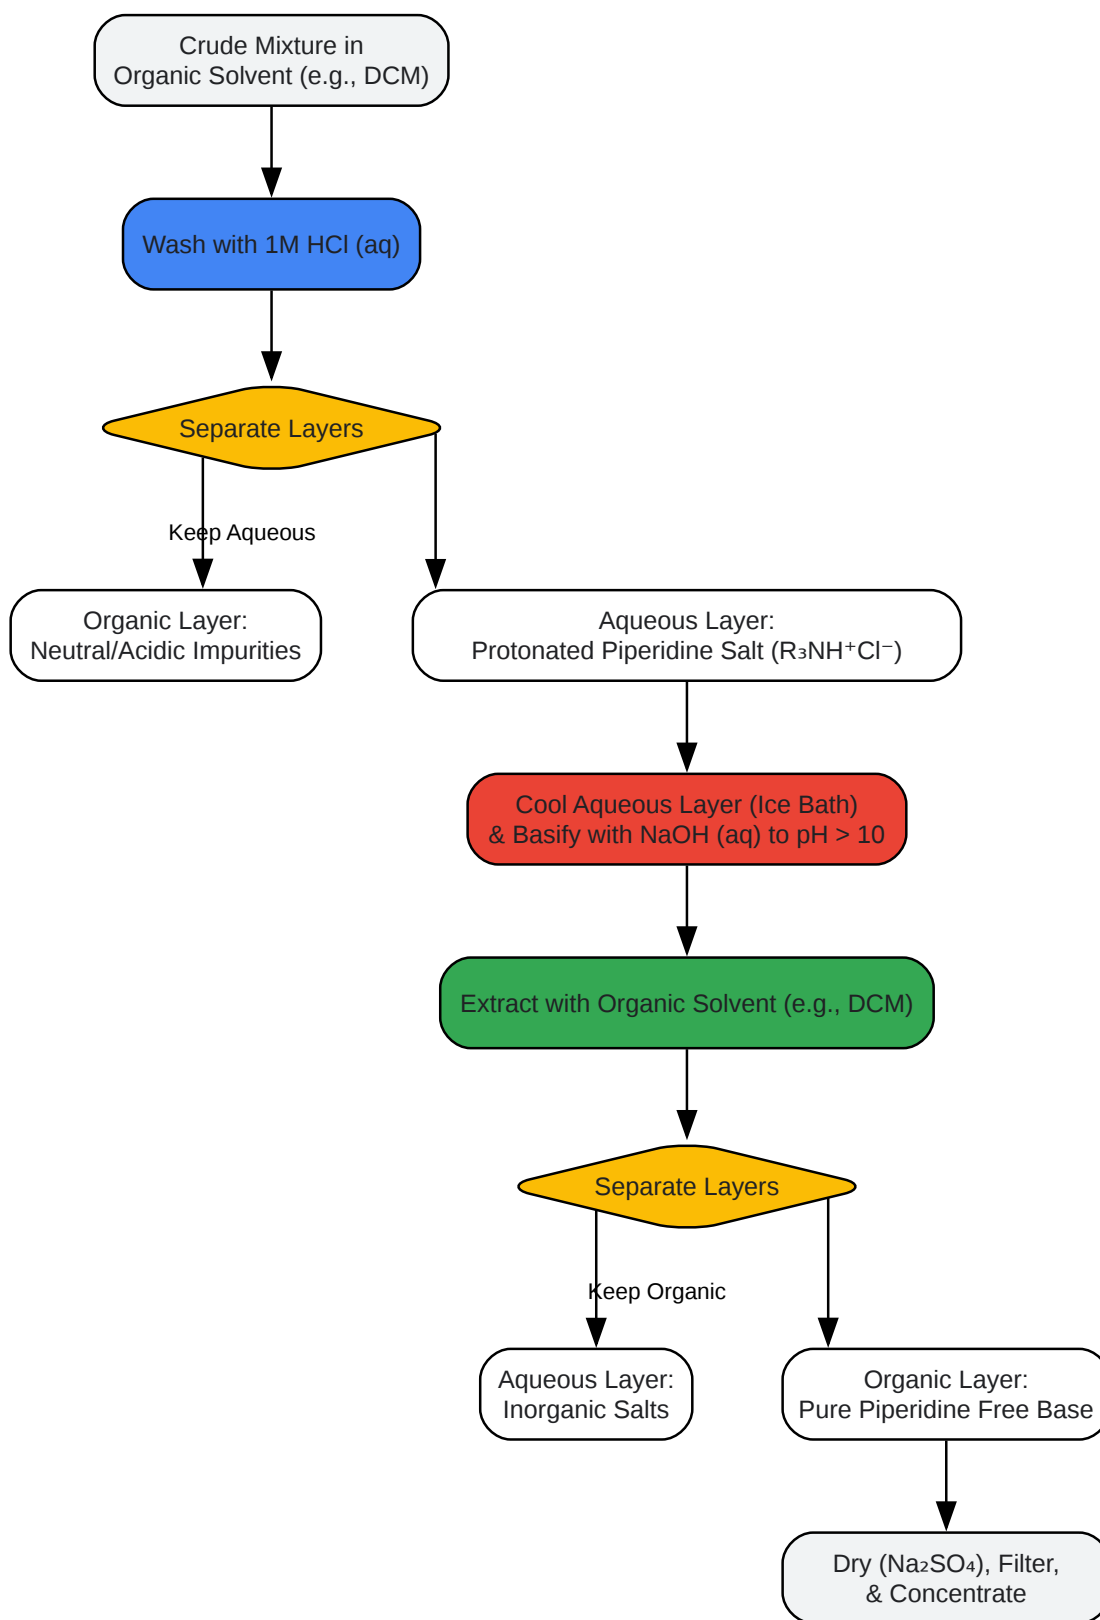 Crude Mixture in
Organic Solvent (e.g., DCM)
Wash with 1M HCl (aq)
Separate Layers
Keep Aqueous
Organic Layer:
Neutral/Acidic Impurities
Aqueous Layer:
Protonated Piperidine Salt (R₃NH⁺Cl⁻)
Cool Aqueous Layer (Ice Bath)
& Basify with NaOH (aq) to pH > 10
Extract with Organic Solvent (e.g., DCM)
Separate Layers
Keep Organic
Aqueous Layer:
Inorganic Salts
Organic Layer:
Pure Piperidine Free Base
Dry (Na₂SO₄), Filter,
& Concentrate